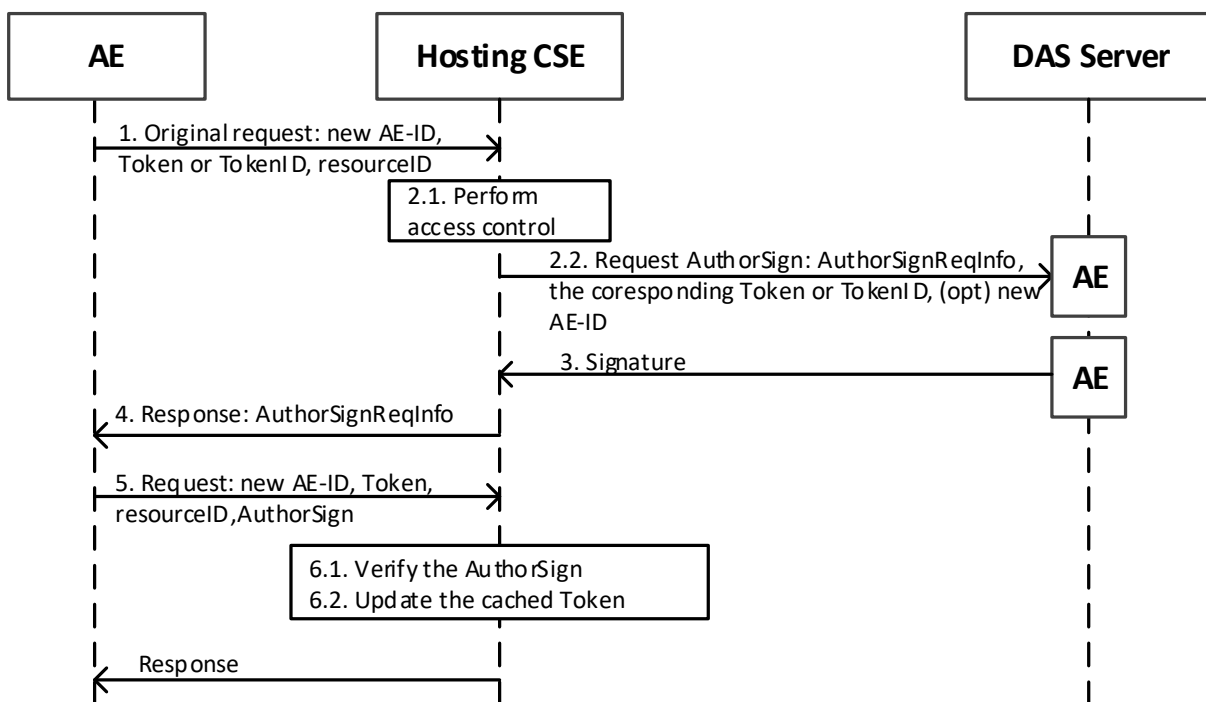 AE
Hosting CSE
DAS Server
1. Original request: new AE-ID,
Token or TokenID, resourceID
2.1. Perform
access control
2.2. Request AuthorSign: AuthorSignReqInfo,
the coresponding Token or TokenID, (opt) new
AE-ID
AE
3. Signature
AE
4. Response: AuthorSignReqInfo
5. Request: new AE-ID, Token,
resourceID,AuthorSign
6.1. Verify the AuthorSign
6.2. Update the cached Token
Response